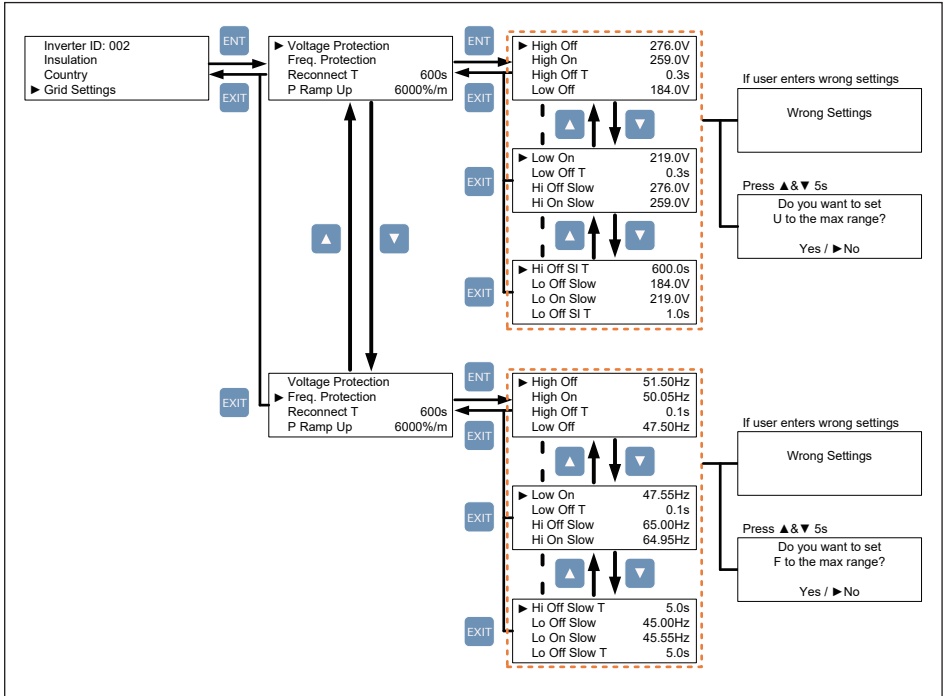 Inverter ID: 002
Insulation
Country
► Grid Settings
ENT
EXIT
► Voltage Protection
Freq. Protection
Reconnect T 600s
P Ramp Up 6000%/m
ENT
EXIT
► High Off 276.0V
High On 259.0V
High Off T 0.3s
Low Off 184.0V
▲ ▼
EXIT
► Low On 219.0V
Low Off T 0.3s
Hi Off Slow 276.0V
Hi On Slow 259.0V
▲ ▼
EXIT
► Hi Off Sl T 600.0s
Lo Off Slow 184.0V
Lo On Slow 219.0V
Lo Off Sl T 1.0s
If user enters wrong settings
Wrong Settings
Press ▲&▼ 5s
Do you want to set
U to the max range?
Yes / ►No
▲ ▼
EXIT
Voltage Protection
► Freq. Protection
Reconnect T 600s
P Ramp Up 6000%/m
ENT
EXIT
► High Off 51.50Hz
High On 50.05Hz
High Off T 0.1s
Low Off 47.50Hz
▲ ▼
EXIT
► Low On 47.55Hz
Low Off T 0.1s
Hi Off Slow 65.00Hz
Hi On Slow 64.95Hz
▲ ▼
EXIT
► Hi Off Slow T 5.0s
Lo Off Slow 45.00Hz
Lo On Slow 45.55Hz
Lo Off Slow T 5.0s
If user enters wrong settings
Wrong Settings
Press ▲&▼ 5s
Do you want to set
F to the max range?
Yes / ►No